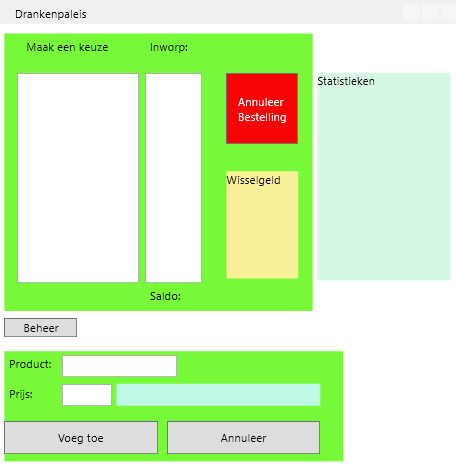 Drankenpaleis
Maak een keuze
Inworp:
Annuleer
Bestelling
Statistieken
Wisselgeld
Saldo:
Beheer
Product:
Prijs:
Voeg toe
Annuleer